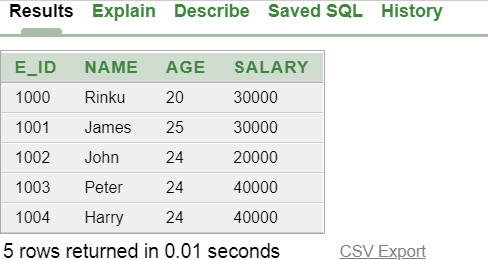 Results Explain Describe Saved SQL History
E_ID NAME AGE SALARY
1000 Rinku 20 30000
1001 James 25 30000
1002 John 24 20000
1003 Peter 24 40000
1004 Harry 24 40000
5 rows returned in 0.01 seconds CSV Export